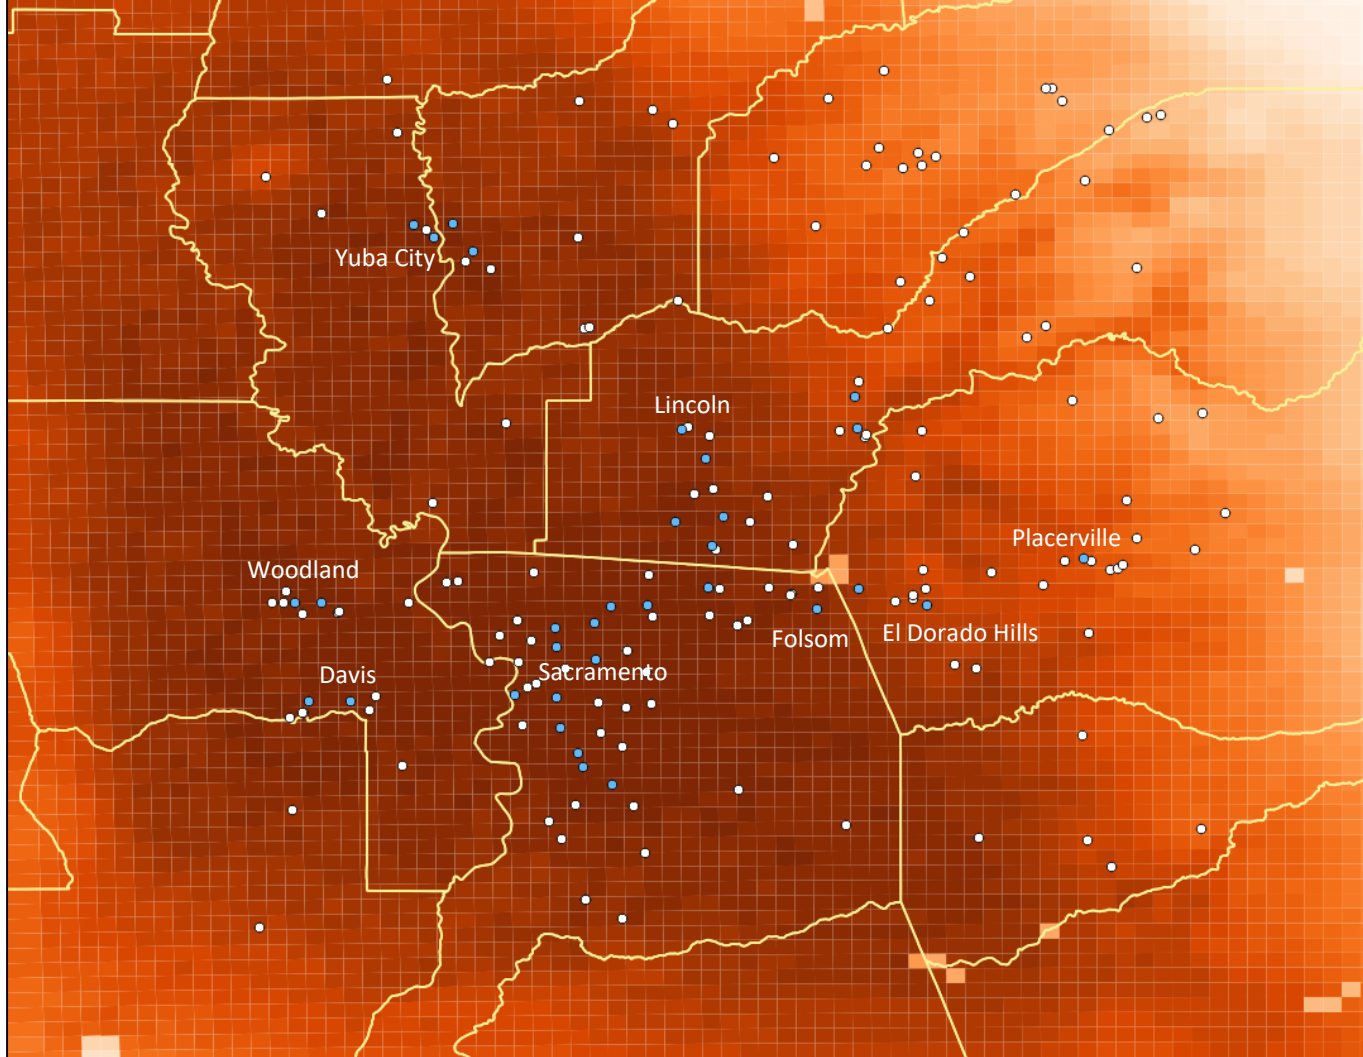 Yuba City
Lincoln
Placerville
Woodland
Folsom
El Dorado Hills
Davis
Sacramento